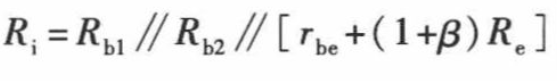 R_i = R_b1 // R_b2 // [ r_be + (1+β) R_e ]